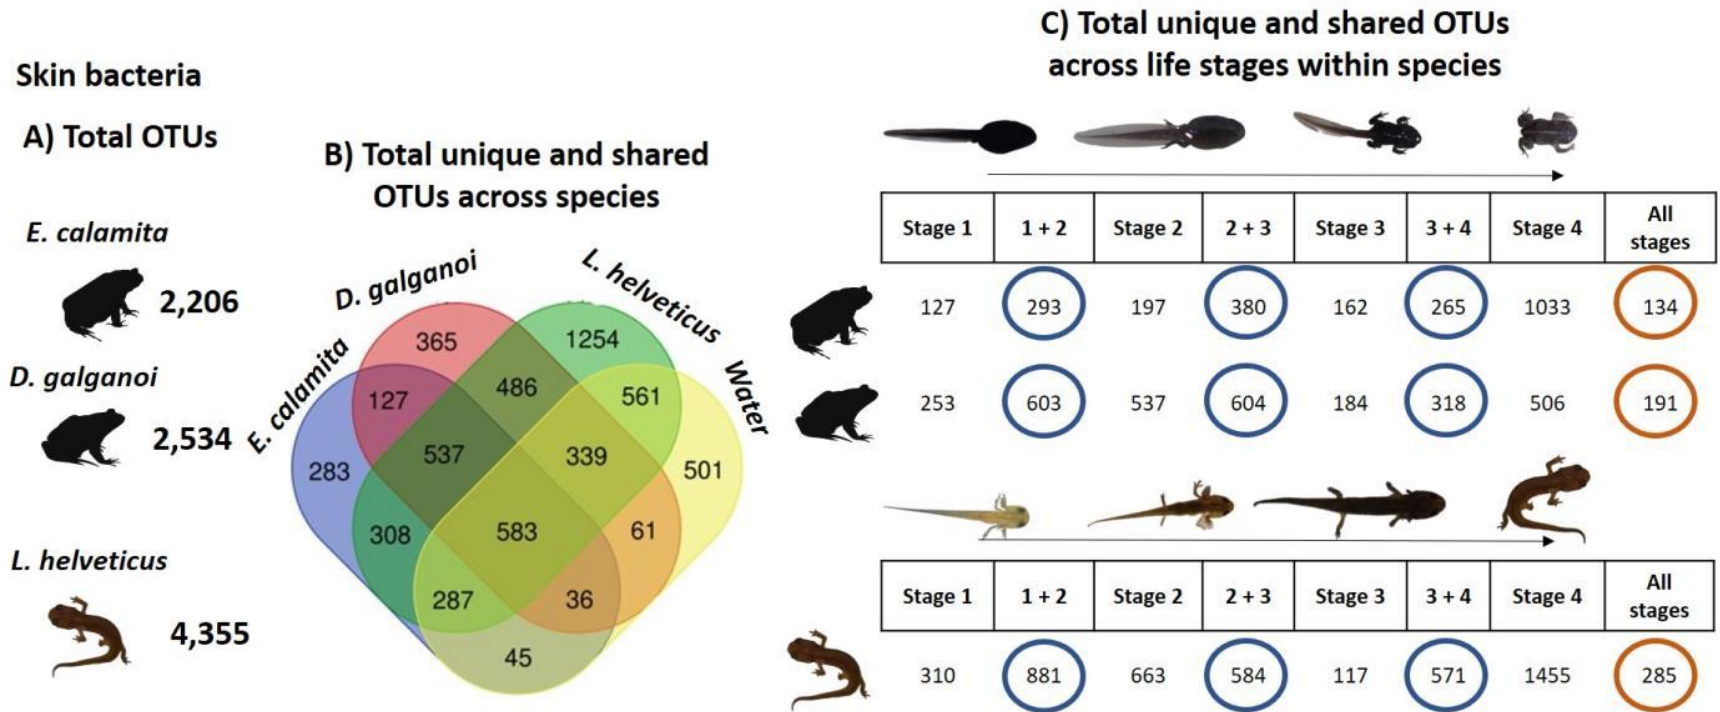 Skin bacteria
A) Total OTUs
E. calamita
2,206
D. galganoi
2,534
L. helveticus
4,355
B) Total unique and shared
OTUs across species
E. calamita
D. galganoi
L. helveticus
Water
365
1254
127
486
561
283
537
339
501
308
583
61
287
36
45
C) Total unique and shared OTUs
across life stages within species
Stage 1 1 + 2 Stage 2 2 + 3 Stage 3 3 + 4 Stage 4 All stages
127 293 197 380 162 265 1033 134
253 603 537 604 184 318 506 191
Stage 1 1 + 2 Stage 2 2 + 3 Stage 3 3 + 4 Stage 4 All stages
310 881 663 584 117 571 1455 285